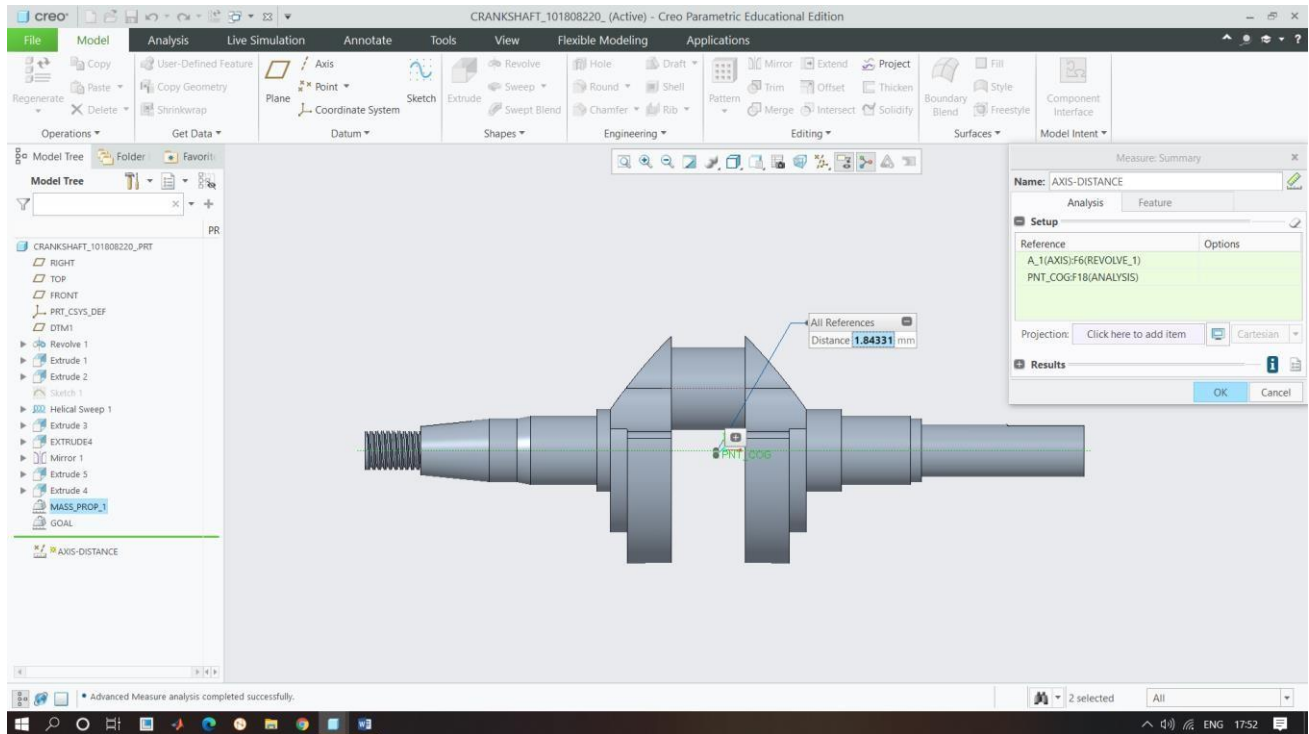 creo
CRANKSHAFT_101808220_ (Active) - Creo Parametric Educational Edition
File Model Analysis Live Simulation Annotate Tools View Flexible Modeling Applications
Copy User-Defined Feature Axis Revolve Hole Draft Mirror Extend Project Fill
Paste Copy Geometry Point Sweep Round Shell Trim Offset Thicken Style
Regenerate Plane Sketch Extrude Pattern Boundary Blend Component Interface
Delete Shrinkwrap Coordinate System Swept Blend Chamfer Rib Merge Intersect Solidify Freestyle
Operations Get Data Datum Shapes Engineering Editing Surfaces Model Intent
Model Tree Folder Favorit
Model Tree
PR
CRANKSHAFT_101808220_.PRT
RIGHT
TOP
FRONT
PRT_CSYS_DEF
DTM1
Revolve 1
Extrude 1
Extrude 2
Sketch 1
Helical Sweep 1
Extrude 3
EXTRUDE4
Mirror 1
Extrude 5
Extrude 4
MASS_PROP_1
GOAL
AXIS-DISTANCE
All References
Distance 1.84331 mm
PNT_COG
Measure: Summary
Name: AXIS-DISTANCE
Analysis Feature
Setup
Reference Options
A_1(AXIS):F6(REVOLVE_1)
PNT_COG:F18(ANALYSIS)
Projection: Click here to add item Cartesian
Results
OK Cancel
Advanced Measure analysis completed successfully.
2 selected All
ENG 17:52